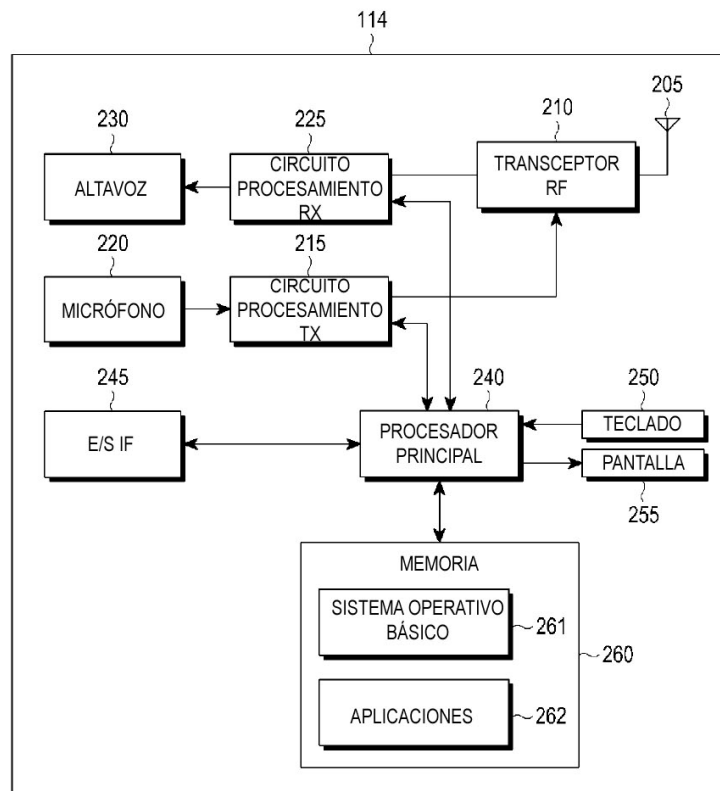 114
205
230
225
210
ALTAVOZ
CIRCUITO
PROCESAMIENTO
RX
TRANSCEPTOR
RF
220
215
MICRÓFONO
CIRCUITO
PROCESAMIENTO
TX
245
240
250
E/S IF
PROCESADOR
PRINCIPAL
TECLADO
PANTALLA
255
MEMORIA
SISTEMA OPERATIVO
BÁSICO
261
260
APLICACIONES
262